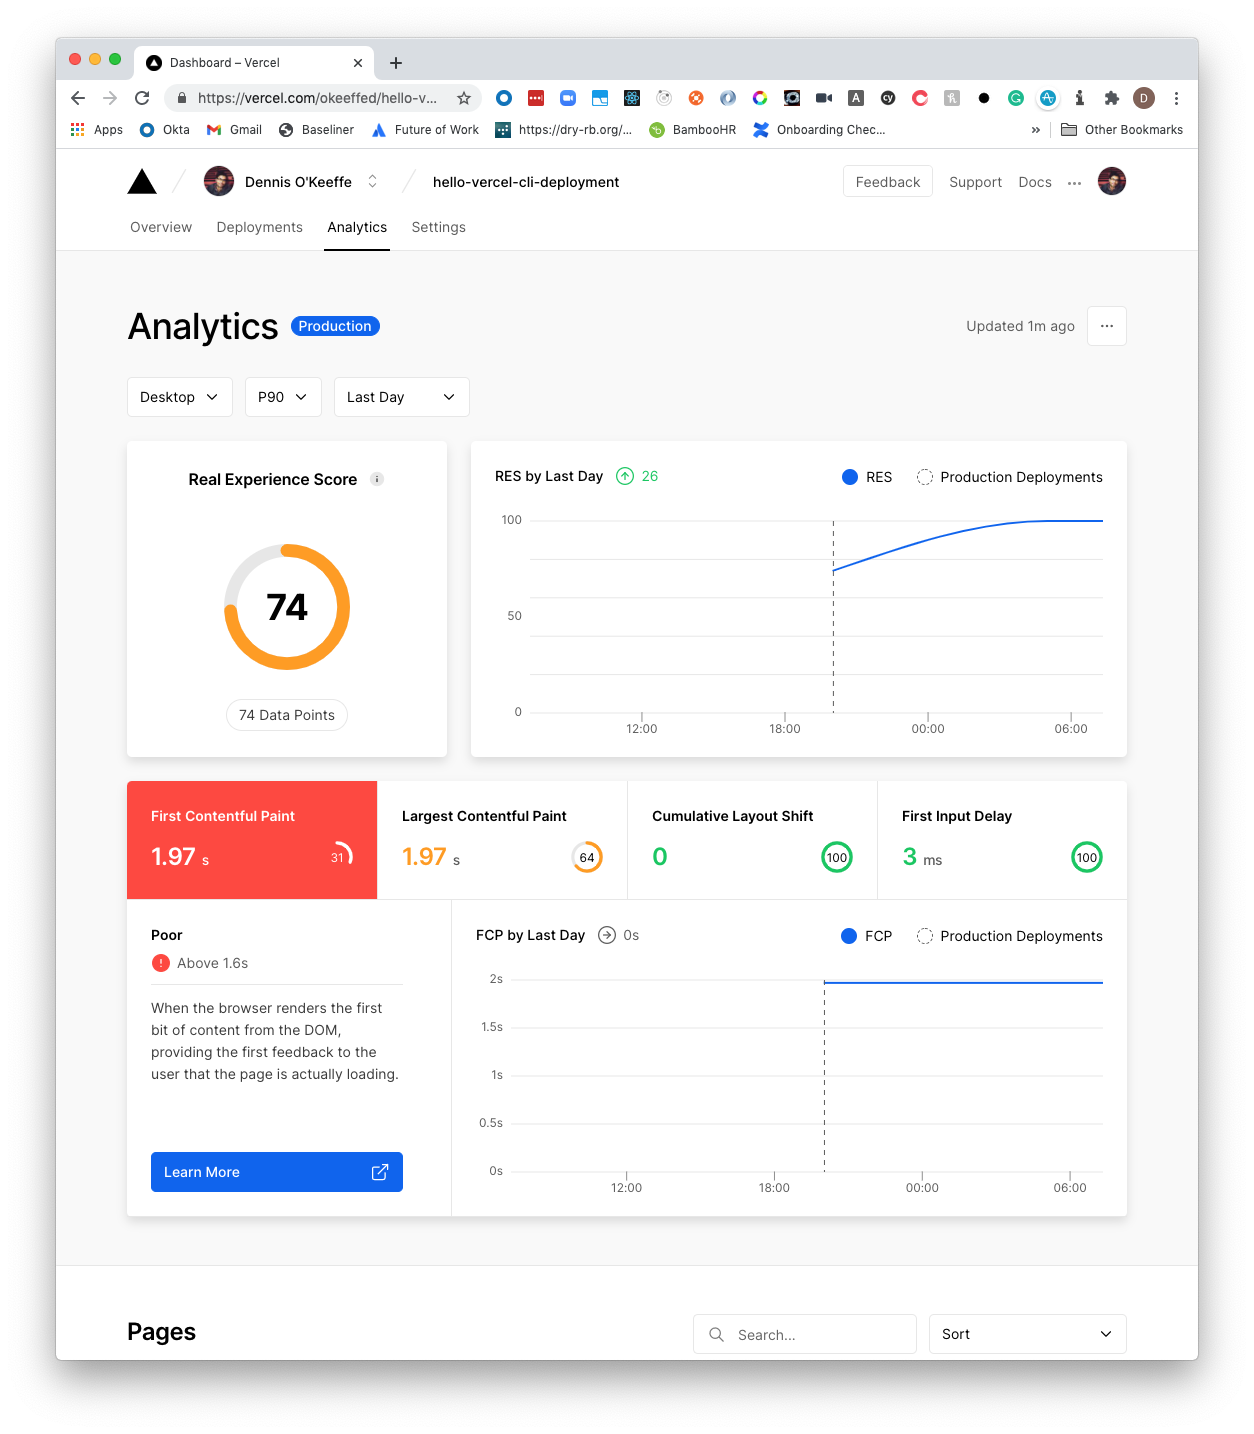 Dashboard – Vercel
https://vercel.com/okeeffed/hello-v...
D
Apps
Okta
Gmail
Baseliner
Future of Work
https://dry-rb.org/...
BambooHR
Onboarding Chec...
»
Other Bookmarks
Dennis O'Keeffe
hello-vercel-cli-deployment
Feedback
Support
Docs
Overview
Deployments
Analytics
Settings
Analytics
Production
Updated 1m ago
Desktop
P90
Last Day
Real Experience Score
74
74 Data Points
RES by Last Day
26
RES
Production Deployments
100
50
0
12:00
18:00
00:00
06:00
First Contentful Paint
1.97 s
31
Largest Contentful Paint
1.97 s
64
Cumulative Layout Shift
0
100
First Input Delay
3 ms
100
Poor
Above 1.6s
When the browser renders the first
bit of content from the DOM,
providing the first feedback to the
user that the page is actually loading.
Learn More
FCP by Last Day
0s
FCP
Production Deployments
2s
1.5s
1s
0.5s
0s
12:00
18:00
00:00
06:00
Pages
Search...
Sort